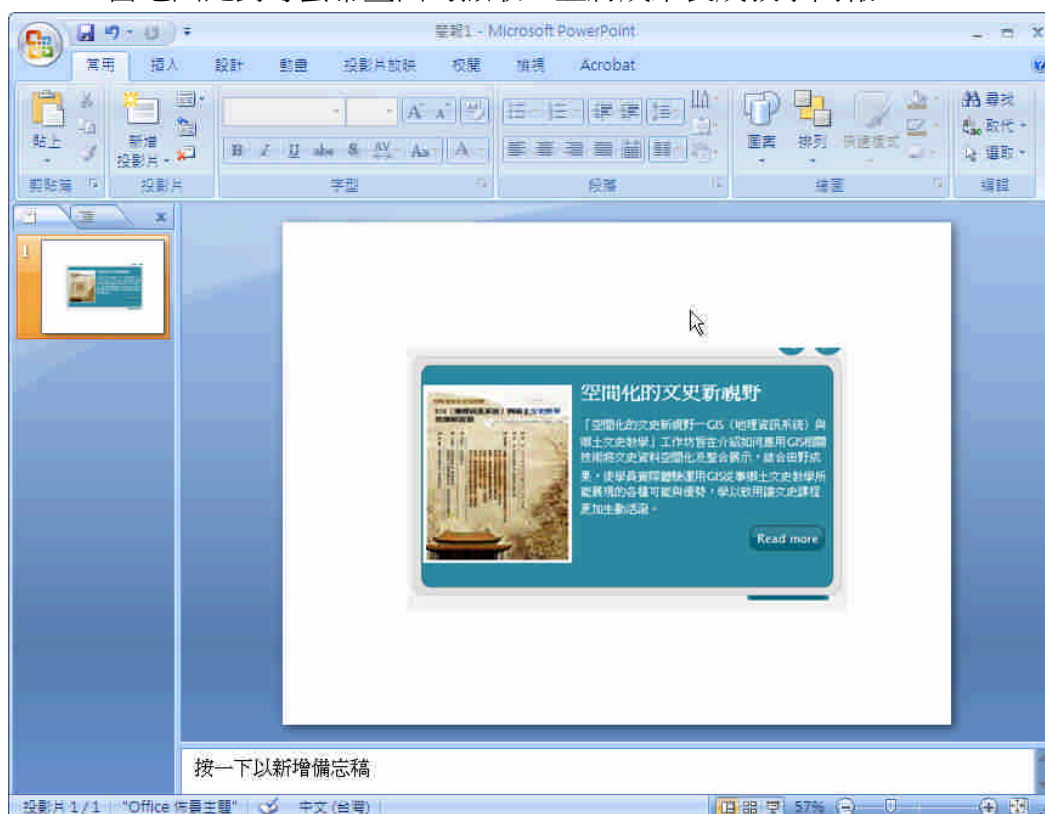 簡報1 - Microsoft PowerPoint
常用 插入 設計 動畫 投影片放映 校閱 檢視 Acrobat
貼上
新增
投影片
圖案 排列 快速樣式
尋找
取代
選取
剪貼簿 投影片 字型 段落 繪圖 編輯
1
空間化的文史新視野
「空間化的文史新視野—GIS（地理資訊系統）與
鄉土文史教學」工作坊旨在介紹如何應用GIS相關
技術將文史資料空間化及整合展示，結合田野成
果，使學員實際體驗運用GIS從事鄉土文史教學所
能展現的各種可能與優勢，學以致用讓文史課程
更加生動活潑。
Read more
按一下以新增備忘稿
投影片 1 / 1 "Office 佈景主題" 中文 (台灣) 57%